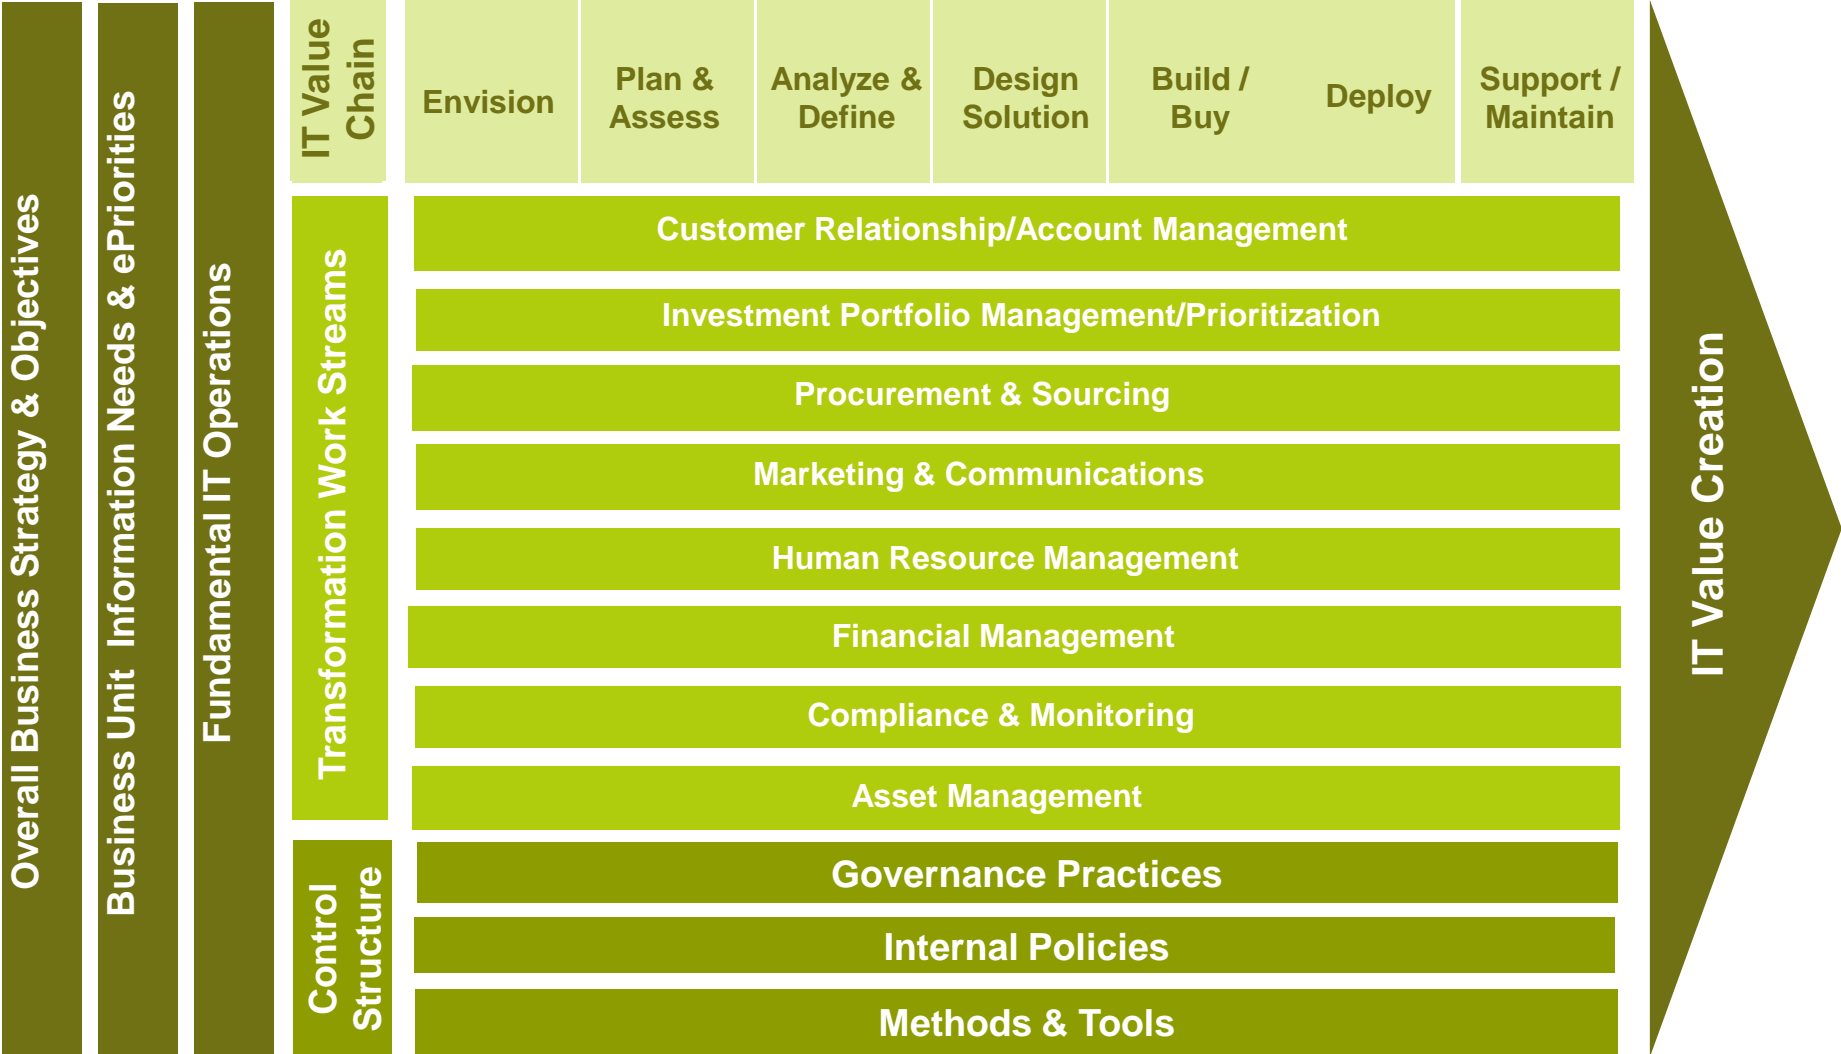 Overall Business Strategy & Objectives
Business Unit  Information Needs & ePriorities
Fundamental IT Operations
IT Value
Chain
Envision
Plan &
Assess
Analyze &
Define
Design
Solution
Build /
Buy
Deploy
Support /
Maintain
Transformation Work Streams
Customer Relationship/Account Management
Investment Portfolio Management/Prioritization
Procurement & Sourcing
Marketing & Communications
Human Resource Management
Financial Management
Compliance & Monitoring
Asset Management
Control
Structure
Governance Practices
Internal Policies
Methods & Tools
IT Value Creation